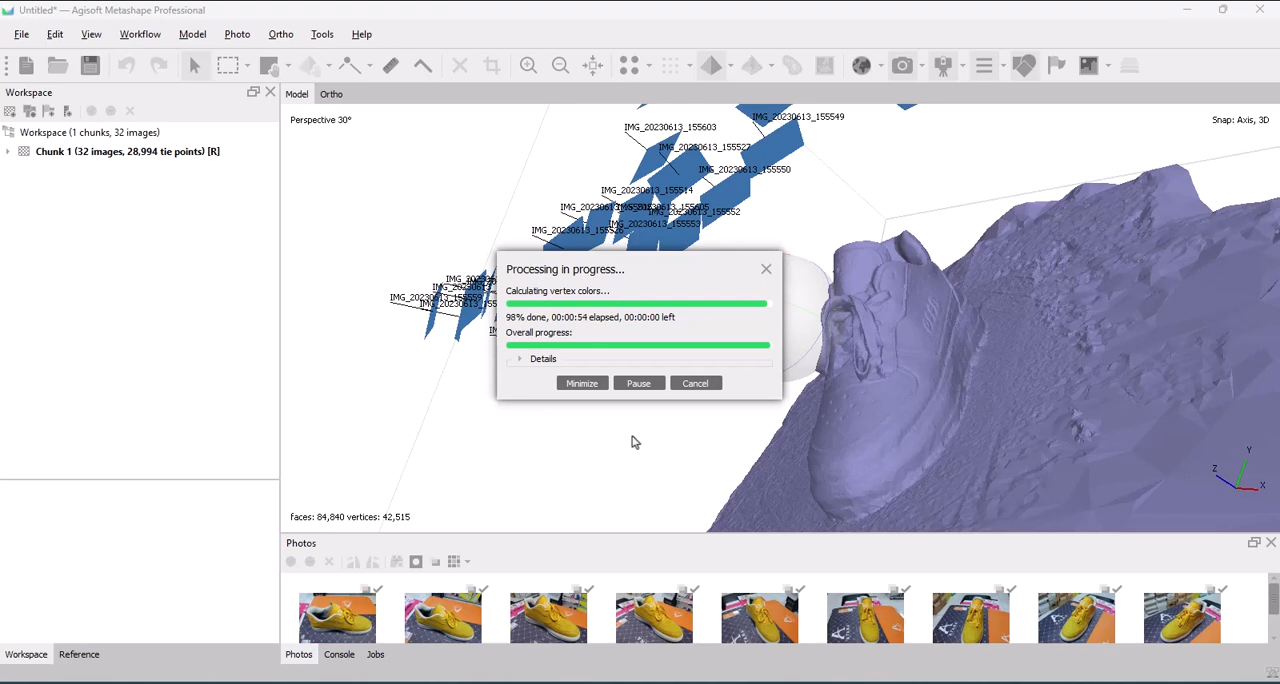 Untitled* — Agisoft Metashape Professional
File Edit View Workflow Model Photo Ortho Tools Help
Workspace
Model Ortho
Workspace (1 chunks, 32 images)
Chunk 1 (32 images, 28,994 tie points) [R]
Perspective 30°
Snap: Axis, 3D
IMG_20230613_155549
IMG_20230613_155603
IMG_20230613_155527
IMG_20230613_155550
IMG_20230613_155514
IMG_20230613_155552
IMG_20230613_155553
Processing in progress...
Calculating vertex colors...
98% done, 00:00:54 elapsed, 00:00:00 left
Overall progress:
Details
Minimize Pause Cancel
Y
Z
X
faces: 84,840 vertices: 42,515
Photos
Workspace Reference
Photos Console Jobs